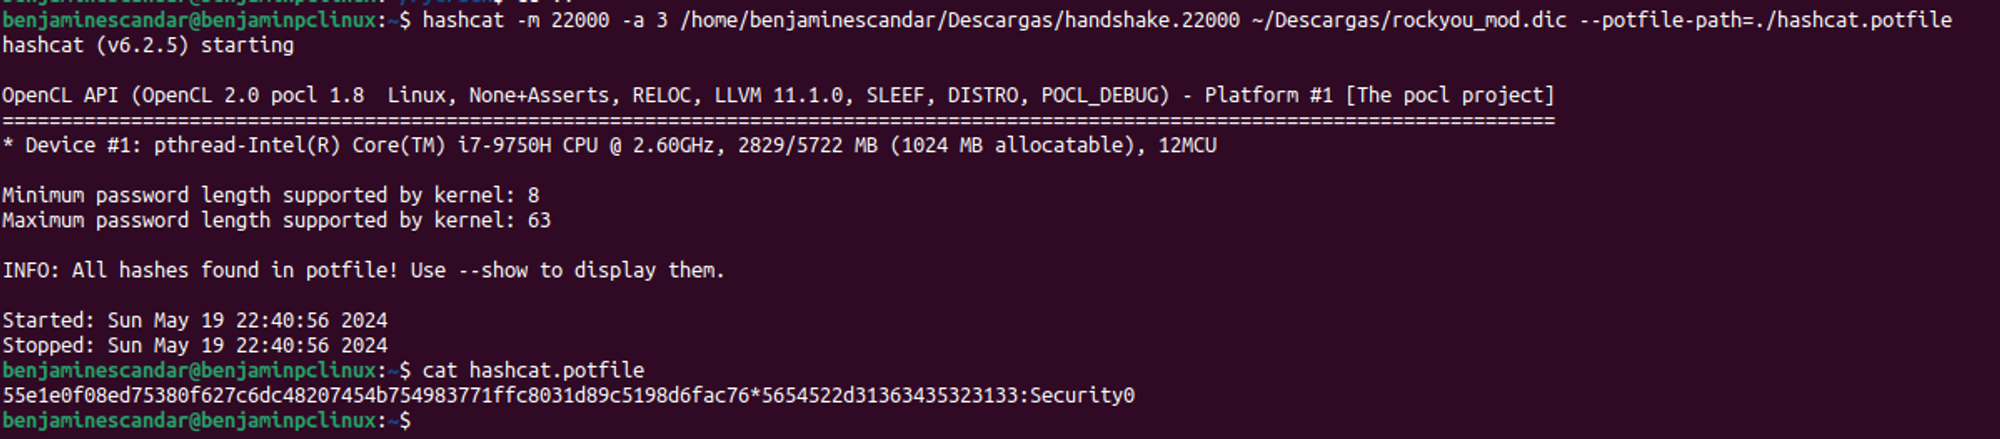 benjaminescandar@benjaminpclinux:~$ hashcat -m 22000 -a 3 /home/benjaminescandar/Descargas/handshake.22000 ~/Descargas/rockyou_mod.dic --potfile-path=./hashcat.potfile
hashcat (v6.2.5) starting
OpenCL API (OpenCL 2.0 pocl 1.8  Linux, None+Asserts, RELOC, LLVM 11.1.0, SLEEF, DISTRO, POCL_DEBUG) - Platform #1 [The pocl project]
====================================================================================================================================
* Device #1: pthread-Intel(R) Core(TM) i7-9750H CPU @ 2.60GHz, 2829/5722 MB (1024 MB allocatable), 12MCU
Minimum password length supported by kernel: 8
Maximum password length supported by kernel: 63
INFO: All hashes found in potfile! Use --show to display them.
Started: Sun May 19 22:40:56 2024
Stopped: Sun May 19 22:40:56 2024
benjaminescandar@benjaminpclinux:~$ cat hashcat.potfile
55e1e0f08ed75380f627c6dc48207454b754983771ffc8031d89c5198d6fac76*5654522d31363435323133:Security0
benjaminescandar@benjaminpclinux:~$